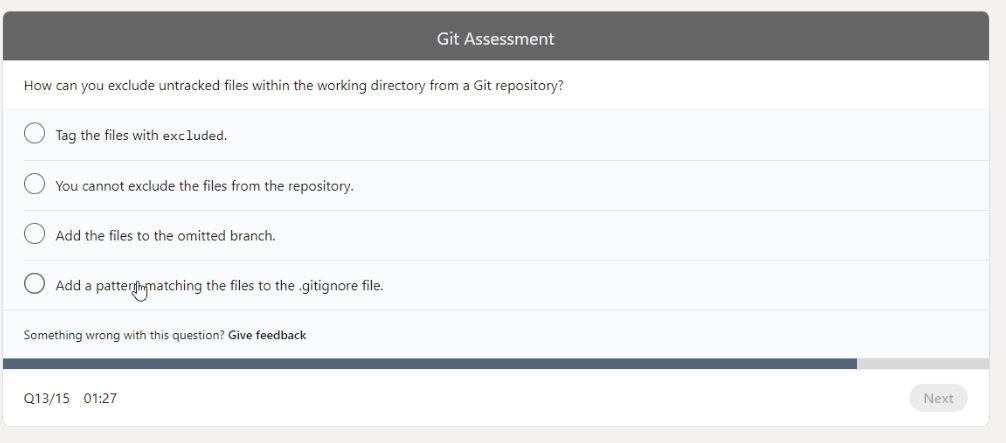 Git Assessment
How can you exclude untracked files within the working directory from a Git repository?
Tag the files with excluded.
You cannot exclude the files from the repository.
Add the files to the omitted branch.
Add a pattern matching the files to the .gitignore file.
Something wrong with this question? Give feedback
Q13/15 01:27
Next